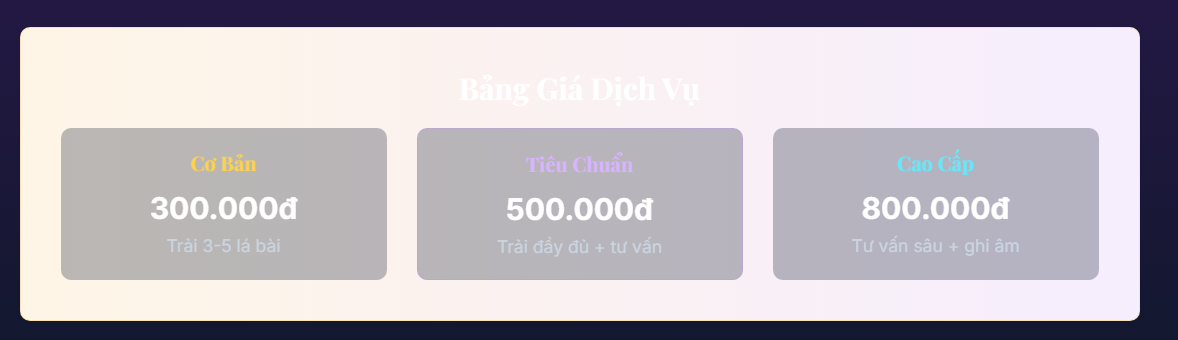 Bảng Giá Dịch Vụ
Cơ Bản
300.000đ
Trải 3-5 lá bài
Tiêu Chuẩn
500.000đ
Trải đầy đủ + tư vấn
Cao Cấp
800.000đ
Tư vấn sâu + ghi âm